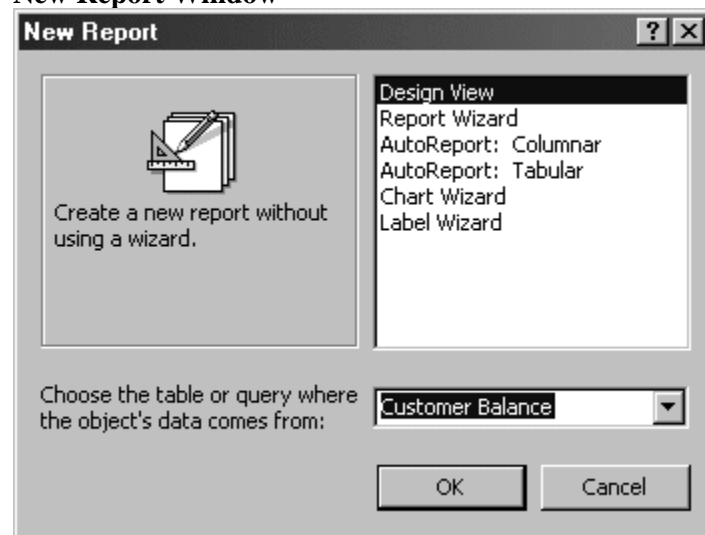 New Report Window
New Report
Design View
Report Wizard
AutoReport: Columnar
AutoReport: Tabular
Chart Wizard
Label Wizard
Create a new report without
using a wizard.
Choose the table or query where
the object's data comes from:
Customer Balance
OK
Cancel